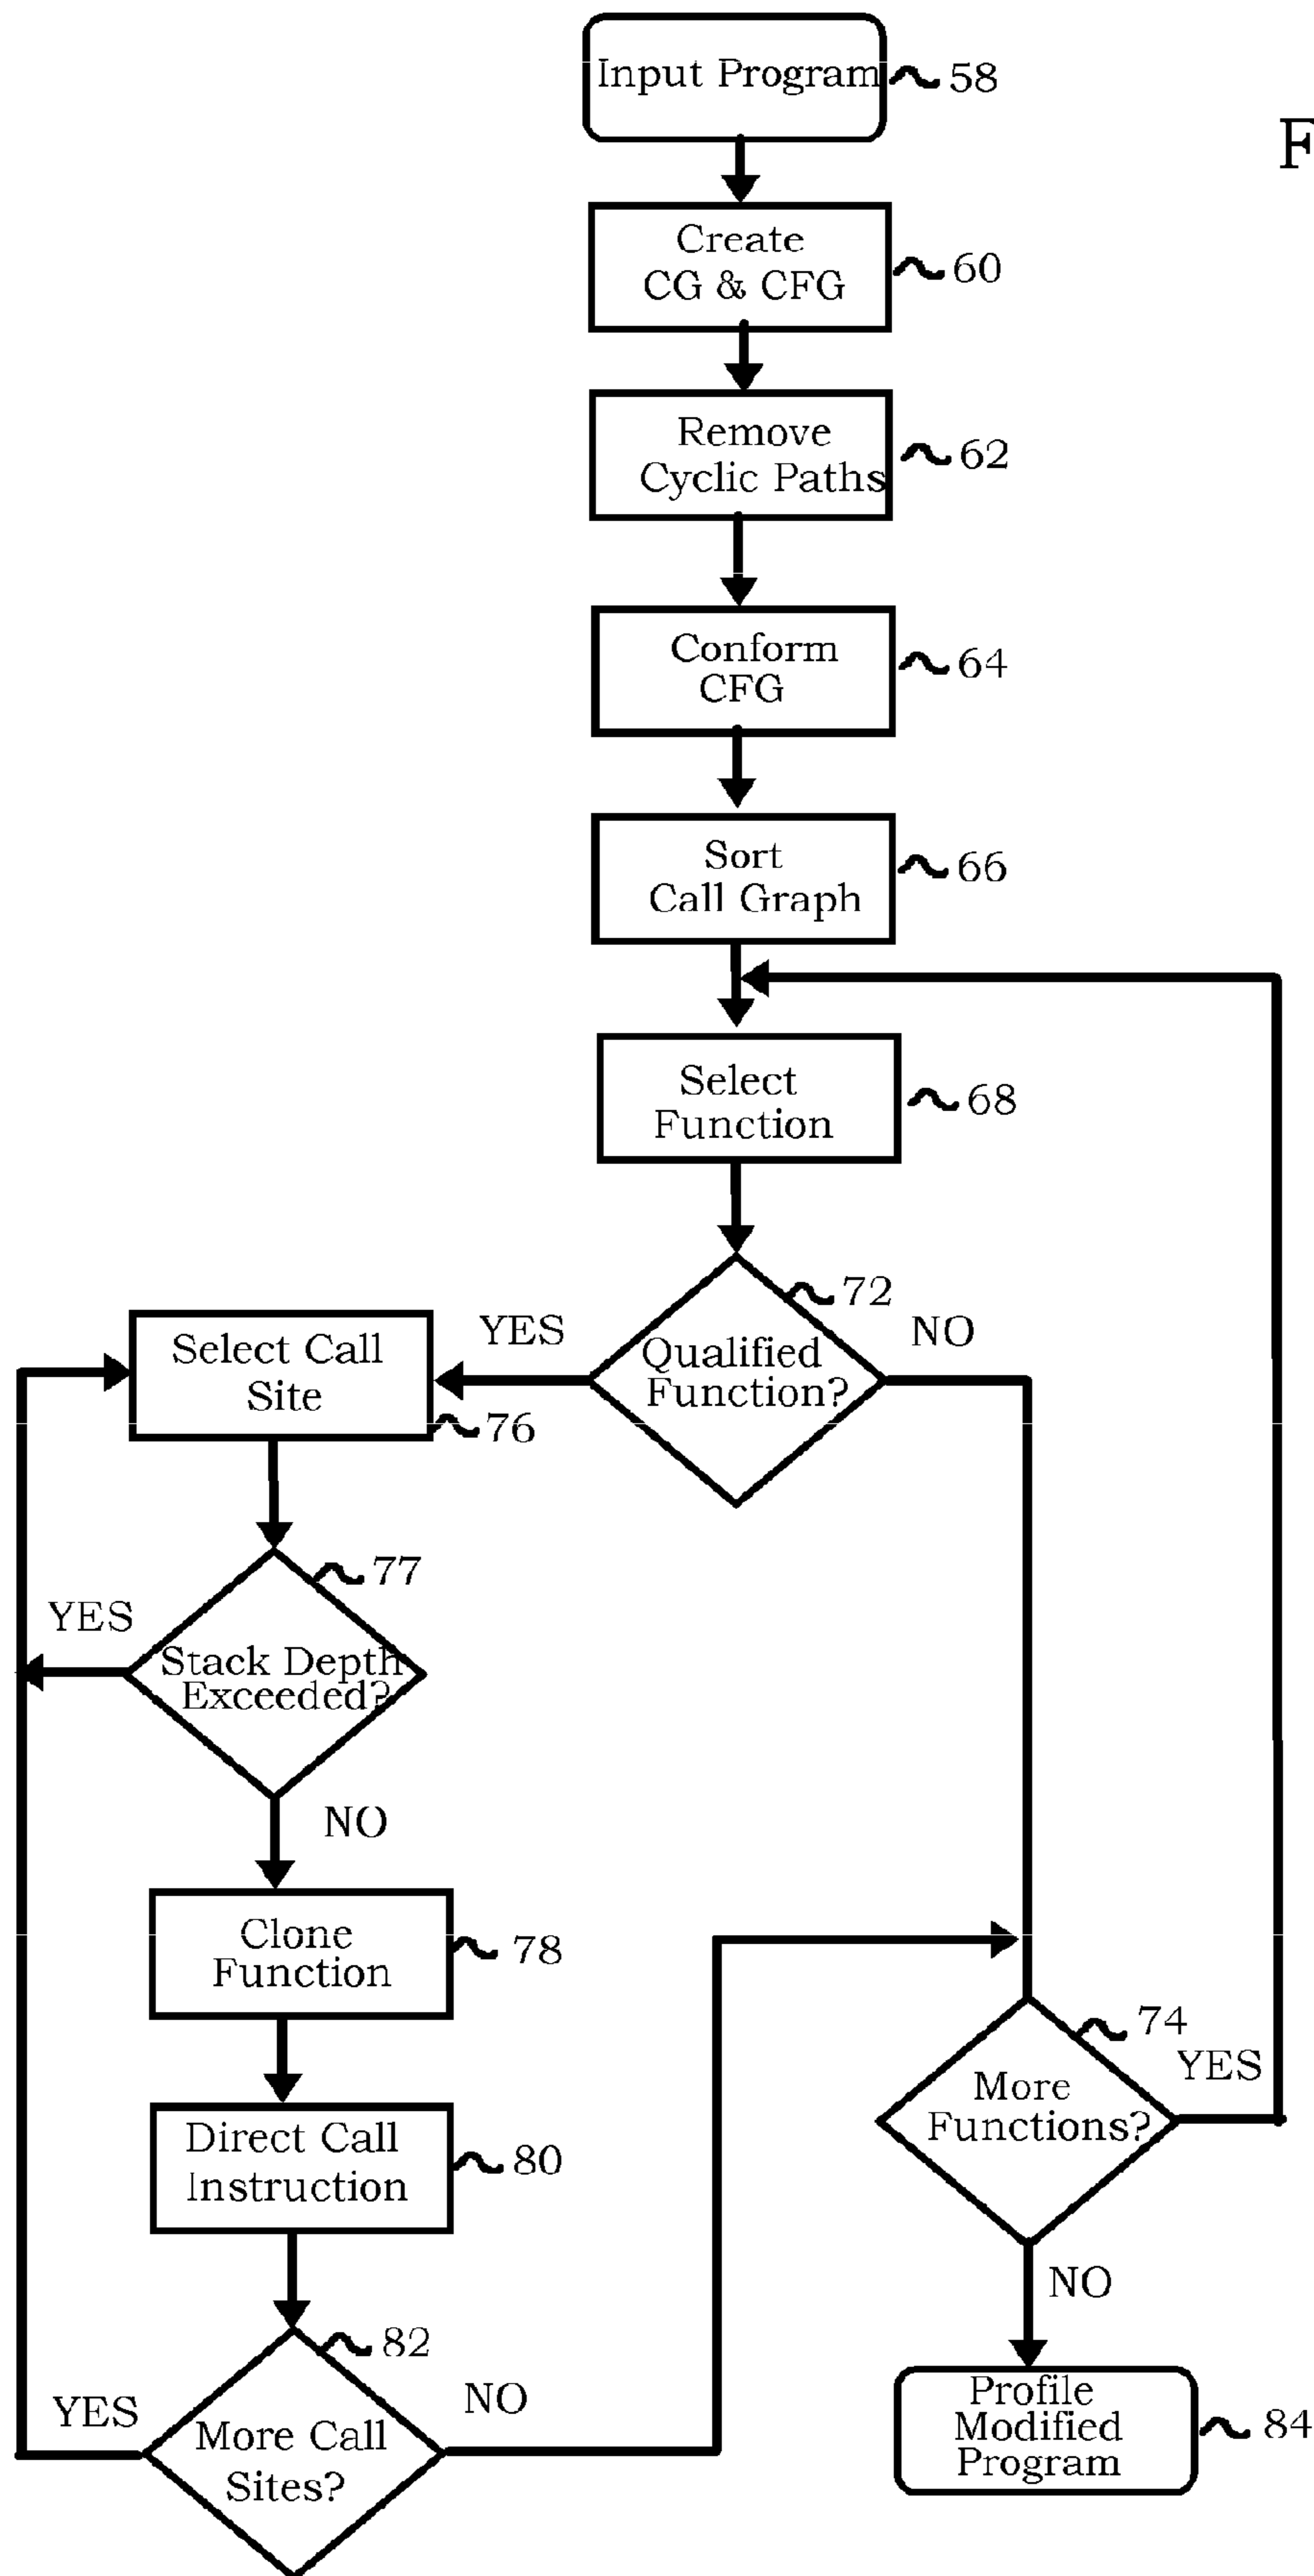 Input Program
58
F
Create
CG & CFG
60
Remove
Cyclic Paths
62
Conform
CFG
64
Sort
Call Graph
66
Select
Function
68
72
YES
NO
Qualified
Function?
Select Call
Site
76
77
YES
Stack Depth
Exceeded?
NO
Clone
Function
78
74
YES
More
Functions?
Direct Call
Instruction
80
NO
82
YES
NO
More Call
Sites?
Profile
Modified
Program
84